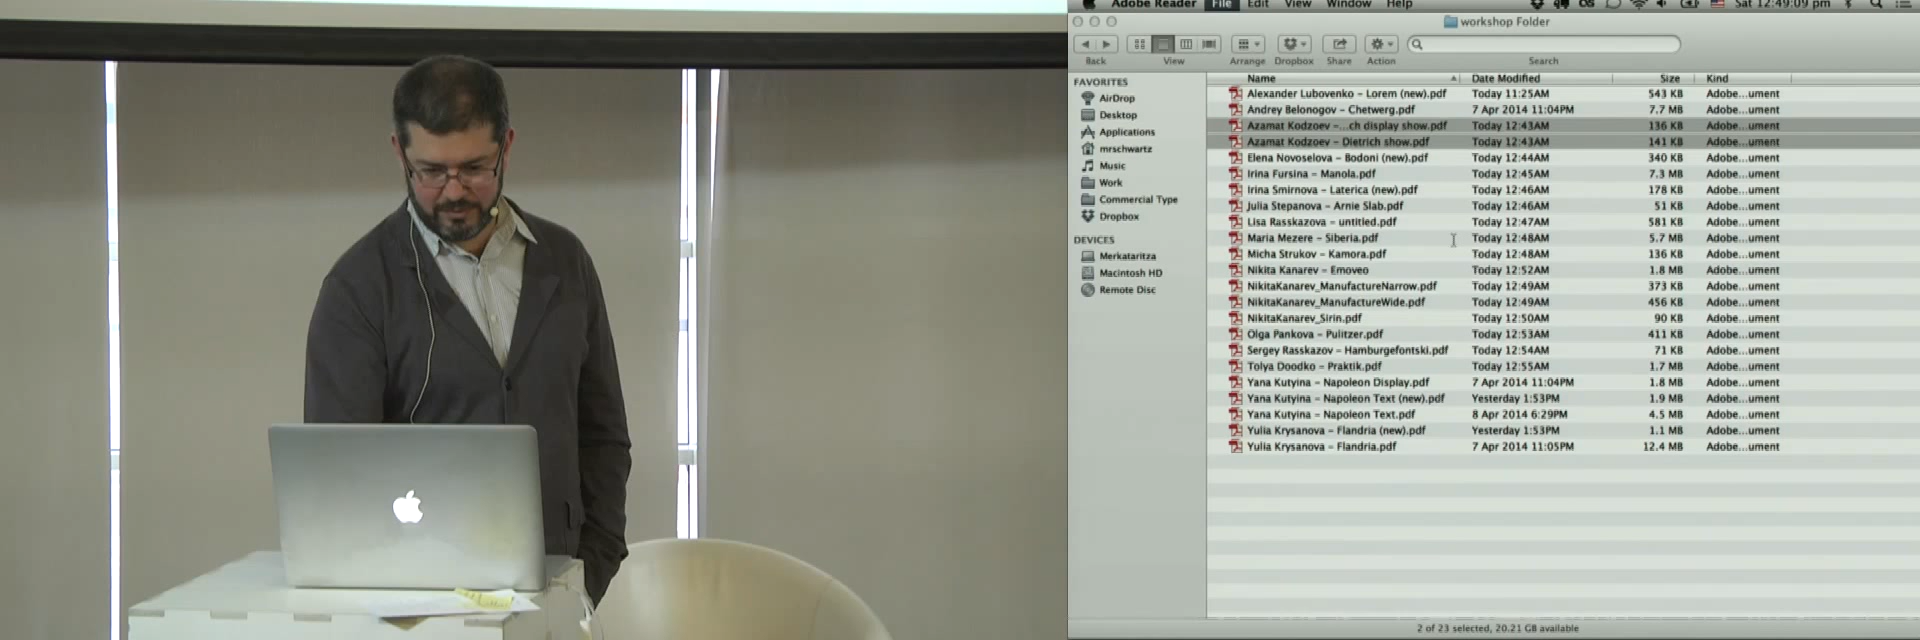 Adobe Reader File Edit View Window Help Sat 12:49:09 pm
workshop Folder
Back View Arrange Dropbox Share Action Search
FAVORITES
AirDrop
Desktop
Applications
mrschwartz
Music
Work
Commercial Type
Dropbox
DEVICES
Merkataritza
Macintosh HD
Remote Disc
Name Date Modified Size Kind
Alexander Lubovenko – Lorem (new).pdf Today 11:25AM 543 KB Adobe...ument
Andrey Belonogov – Chetwerg.pdf 7 Apr 2014 11:04PM 7.7 MB Adobe...ument
Azamat Kodzoev –...ch display show.pdf Today 12:43AM 136 KB Adobe...ument
Azamat Kodzoev – Dietrich show.pdf Today 12:43AM 141 KB Adobe...ument
Elena Novoselova – Bodoni (new).pdf Today 12:44AM 340 KB Adobe...ument
Irina Fursina – Manola.pdf Today 12:45AM 7.3 MB Adobe...ument
Irina Smirnova – Laterica (new).pdf Today 12:46AM 178 KB Adobe...ument
Julia Stepanova – Arnie Slab.pdf Today 12:46AM 51 KB Adobe...ument
Lisa Rasskazova – untitled.pdf Today 12:47AM 581 KB Adobe...ument
Maria Mezere – Siberia.pdf Today 12:48AM 5.7 MB Adobe...ument
Micha Strukov – Kamora.pdf Today 12:48AM 136 KB Adobe...ument
Nikita Kanarev – Emoveo Today 12:52AM 1.8 MB Adobe...ument
NikitaKanarev_ManufactureNarrow.pdf Today 12:49AM 373 KB Adobe...ument
NikitaKanarev_ManufactureWide.pdf Today 12:49AM 456 KB Adobe...ument
NikitaKanarev_Sirin.pdf Today 12:50AM 90 KB Adobe...ument
Olga Pankova – Pulitzer.pdf Today 12:53AM 411 KB Adobe...ument
Sergey Rasskazov – Hamburgefontski.pdf Today 12:54AM 71 KB Adobe...ument
Tolya Doodko – Praktik.pdf Today 12:55AM 1.7 MB Adobe...ument
Yana Kutyina – Napoleon Display.pdf 7 Apr 2014 11:04PM 1.8 MB Adobe...ument
Yana Kutyina – Napoleon Text (new).pdf Yesterday 1:53PM 1.9 MB Adobe...ument
Yana Kutyina – Napoleon Text.pdf 8 Apr 2014 6:29PM 4.5 MB Adobe...ument
Yulia Krysanova – Flandria (new).pdf Yesterday 1:53PM 1.1 MB Adobe...ument
Yulia Krysanova – Flandria.pdf 7 Apr 2014 11:05PM 12.4 MB Adobe...ument
2 of 23 selected, 20.21 GB available